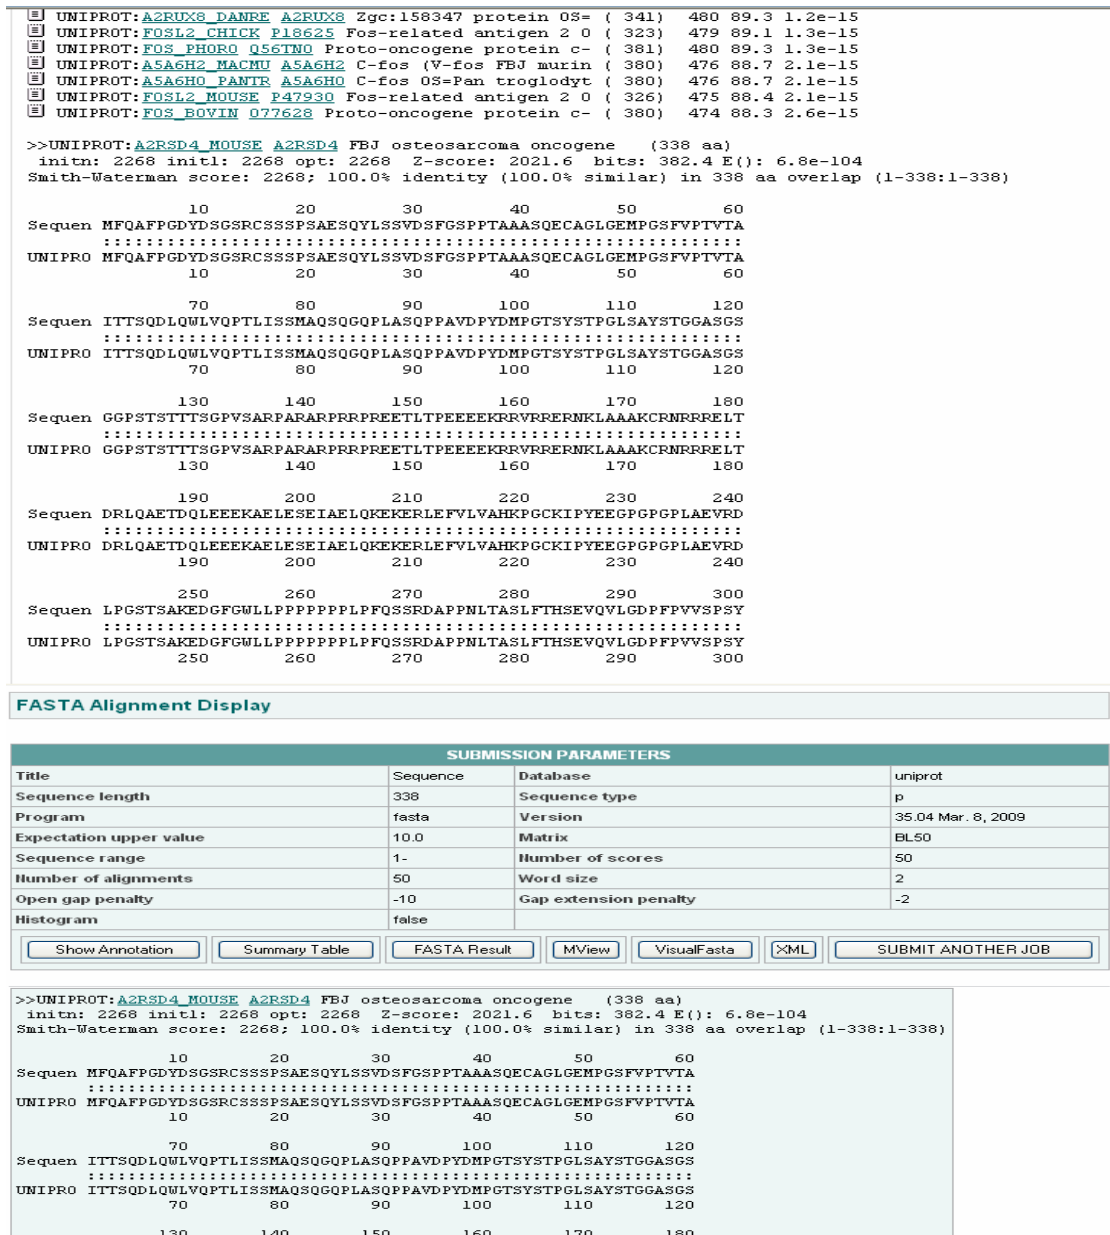 UNIPROT:A2RUX8_DANRE A2RUX8 Zgc:158347 protein OS= ( 341) 480 89.3 1.2e-15
UNIPROT:FOSL2_CHICK P18625 Fos-related antigen 2 O ( 323) 479 89.1 1.3e-15
UNIPROT:FOS_PHORO Q56TN0 Proto-oncogene protein c- ( 381) 480 89.3 1.3e-15
UNIPROT:A5A6H2_MACMU A5A6H2 C-fos (V-fos FBJ murin ( 380) 476 88.7 2.1e-15
UNIPROT:A5A6H0_PANTR A5A6H0 C-fos OS=Pan troglodyt ( 380) 476 88.7 2.1e-15
UNIPROT:FOSL2_MOUSE P47930 Fos-related antigen 2 O ( 326) 475 88.4 2.1e-15
UNIPROT:FOS_BOVIN O77628 Proto-oncogene protein c- ( 380) 474 88.3 2.6e-15
>>UNIPROT:A2RSD4_MOUSE A2RSD4 FBJ osteosarcoma oncogene (338 aa)
initn: 2268 init1: 2268 opt: 2268 Z-score: 2021.6 bits: 382.4 E(): 6.8e-104
Smith-Waterman score: 2268; 100.0% identity (100.0% similar) in 338 aa overlap (1-338:1-338)
10 20 30 40 50 60
Sequen MFQAFPGDYDSGSRCSSSPSAESQYLSSVDSFGSPPTAAASQECAGLGEMPGSFVPTVTA
::::::::::::::::::::::::::::::::::::::::::::::::::::::::::::
UNIPRO MFQAFPGDYDSGSRCSSSPSAESQYLSSVDSFGSPPTAAASQECAGLGEMPGSFVPTVTA
10 20 30 40 50 60
70 80 90 100 110 120
Sequen ITTSQDLQWLVQPTLISSMAQSQGQPLASQPPAVDPYDMPGTSYSTPGLSAYSTGGASGS
::::::::::::::::::::::::::::::::::::::::::::::::::::::::::::
UNIPRO ITTSQDLQWLVQPTLISSMAQSQGQPLASQPPAVDPYDMPGTSYSTPGLSAYSTGGASGS
70 80 90 100 110 120
130 140 150 160 170 180
Sequen GGPSTSTTTSGPVSARPARARPRRPREETLTPEEEEKRRVRRERNKLAAAKCRNRRRELT
::::::::::::::::::::::::::::::::::::::::::::::::::::::::::::
UNIPRO GGPSTSTTTSGPVSARPARARPRRPREETLTPEEEEKRRVRRERNKLAAAKCRNRRRELT
130 140 150 160 170 180
190 200 210 220 230 240
Sequen DRLQAETDQLEEEKAELESEIAELQKEKERLEFVLVAHKPGCKIPYEEGPGPGPLAEVRD
::::::::::::::::::::::::::::::::::::::::::::::::::::::::::::
UNIPRO DRLQAETDQLEEEKAELESEIAELQKEKERLEFVLVAHKPGCKIPYEEGPGPGPLAEVRD
190 200 210 220 230 240
250 260 270 280 290 300
Sequen LPGSTSAKEDGFGWLLPPPPPPPLPFQSSRDAPPNLTASLFTHSEVQVLGDPFPVVSPSY
::::::::::::::::::::::::::::::::::::::::::::::::::::::::::::
UNIPRO LPGSTSAKEDGFGWLLPPPPPPPLPFQSSRDAPPNLTASLFTHSEVQVLGDPFPVVSPSY
250 260 270 280 290 300
FASTA Alignment Display
SUBMISSION PARAMETERS
Title Sequence Database uniprot
Sequence length 338 Sequence type p
Program fasta Version 35.04 Mar. 8, 2009
Expectation upper value 10.0 Matrix BL50
Sequence range 1- Number of scores 50
Number of alignments 50 Word size 2
Open gap penalty -10 Gap extension penalty -2
Histogram false
Show Annotation Summary Table FASTA Result MView VisualFasta XML SUBMIT ANOTHER JOB
>>UNIPROT:A2RSD4_MOUSE A2RSD4 FBJ osteosarcoma oncogene (338 aa)
initn: 2268 init1: 2268 opt: 2268 Z-score: 2021.6 bits: 382.4 E(): 6.8e-104
Smith-Waterman score: 2268; 100.0% identity (100.0% similar) in 338 aa overlap (1-338:1-338)
10 20 30 40 50 60
Sequen MFQAFPGDYDSGSRCSSSPSAESQYLSSVDSFGSPPTAAASQECAGLGEMPGSFVPTVTA
::::::::::::::::::::::::::::::::::::::::::::::::::::::::::::
UNIPRO MFQAFPGDYDSGSRCSSSPSAESQYLSSVDSFGSPPTAAASQECAGLGEMPGSFVPTVTA
10 20 30 40 50 60
70 80 90 100 110 120
Sequen ITTSQDLQWLVQPTLISSMAQSQGQPLASQPPAVDPYDMPGTSYSTPGLSAYSTGGASGS
::::::::::::::::::::::::::::::::::::::::::::::::::::::::::::
UNIPRO ITTSQDLQWLVQPTLISSMAQSQGQPLASQPPAVDPYDMPGTSYSTPGLSAYSTGGASGS
70 80 90 100 110 120
130 140 150 160 170 180